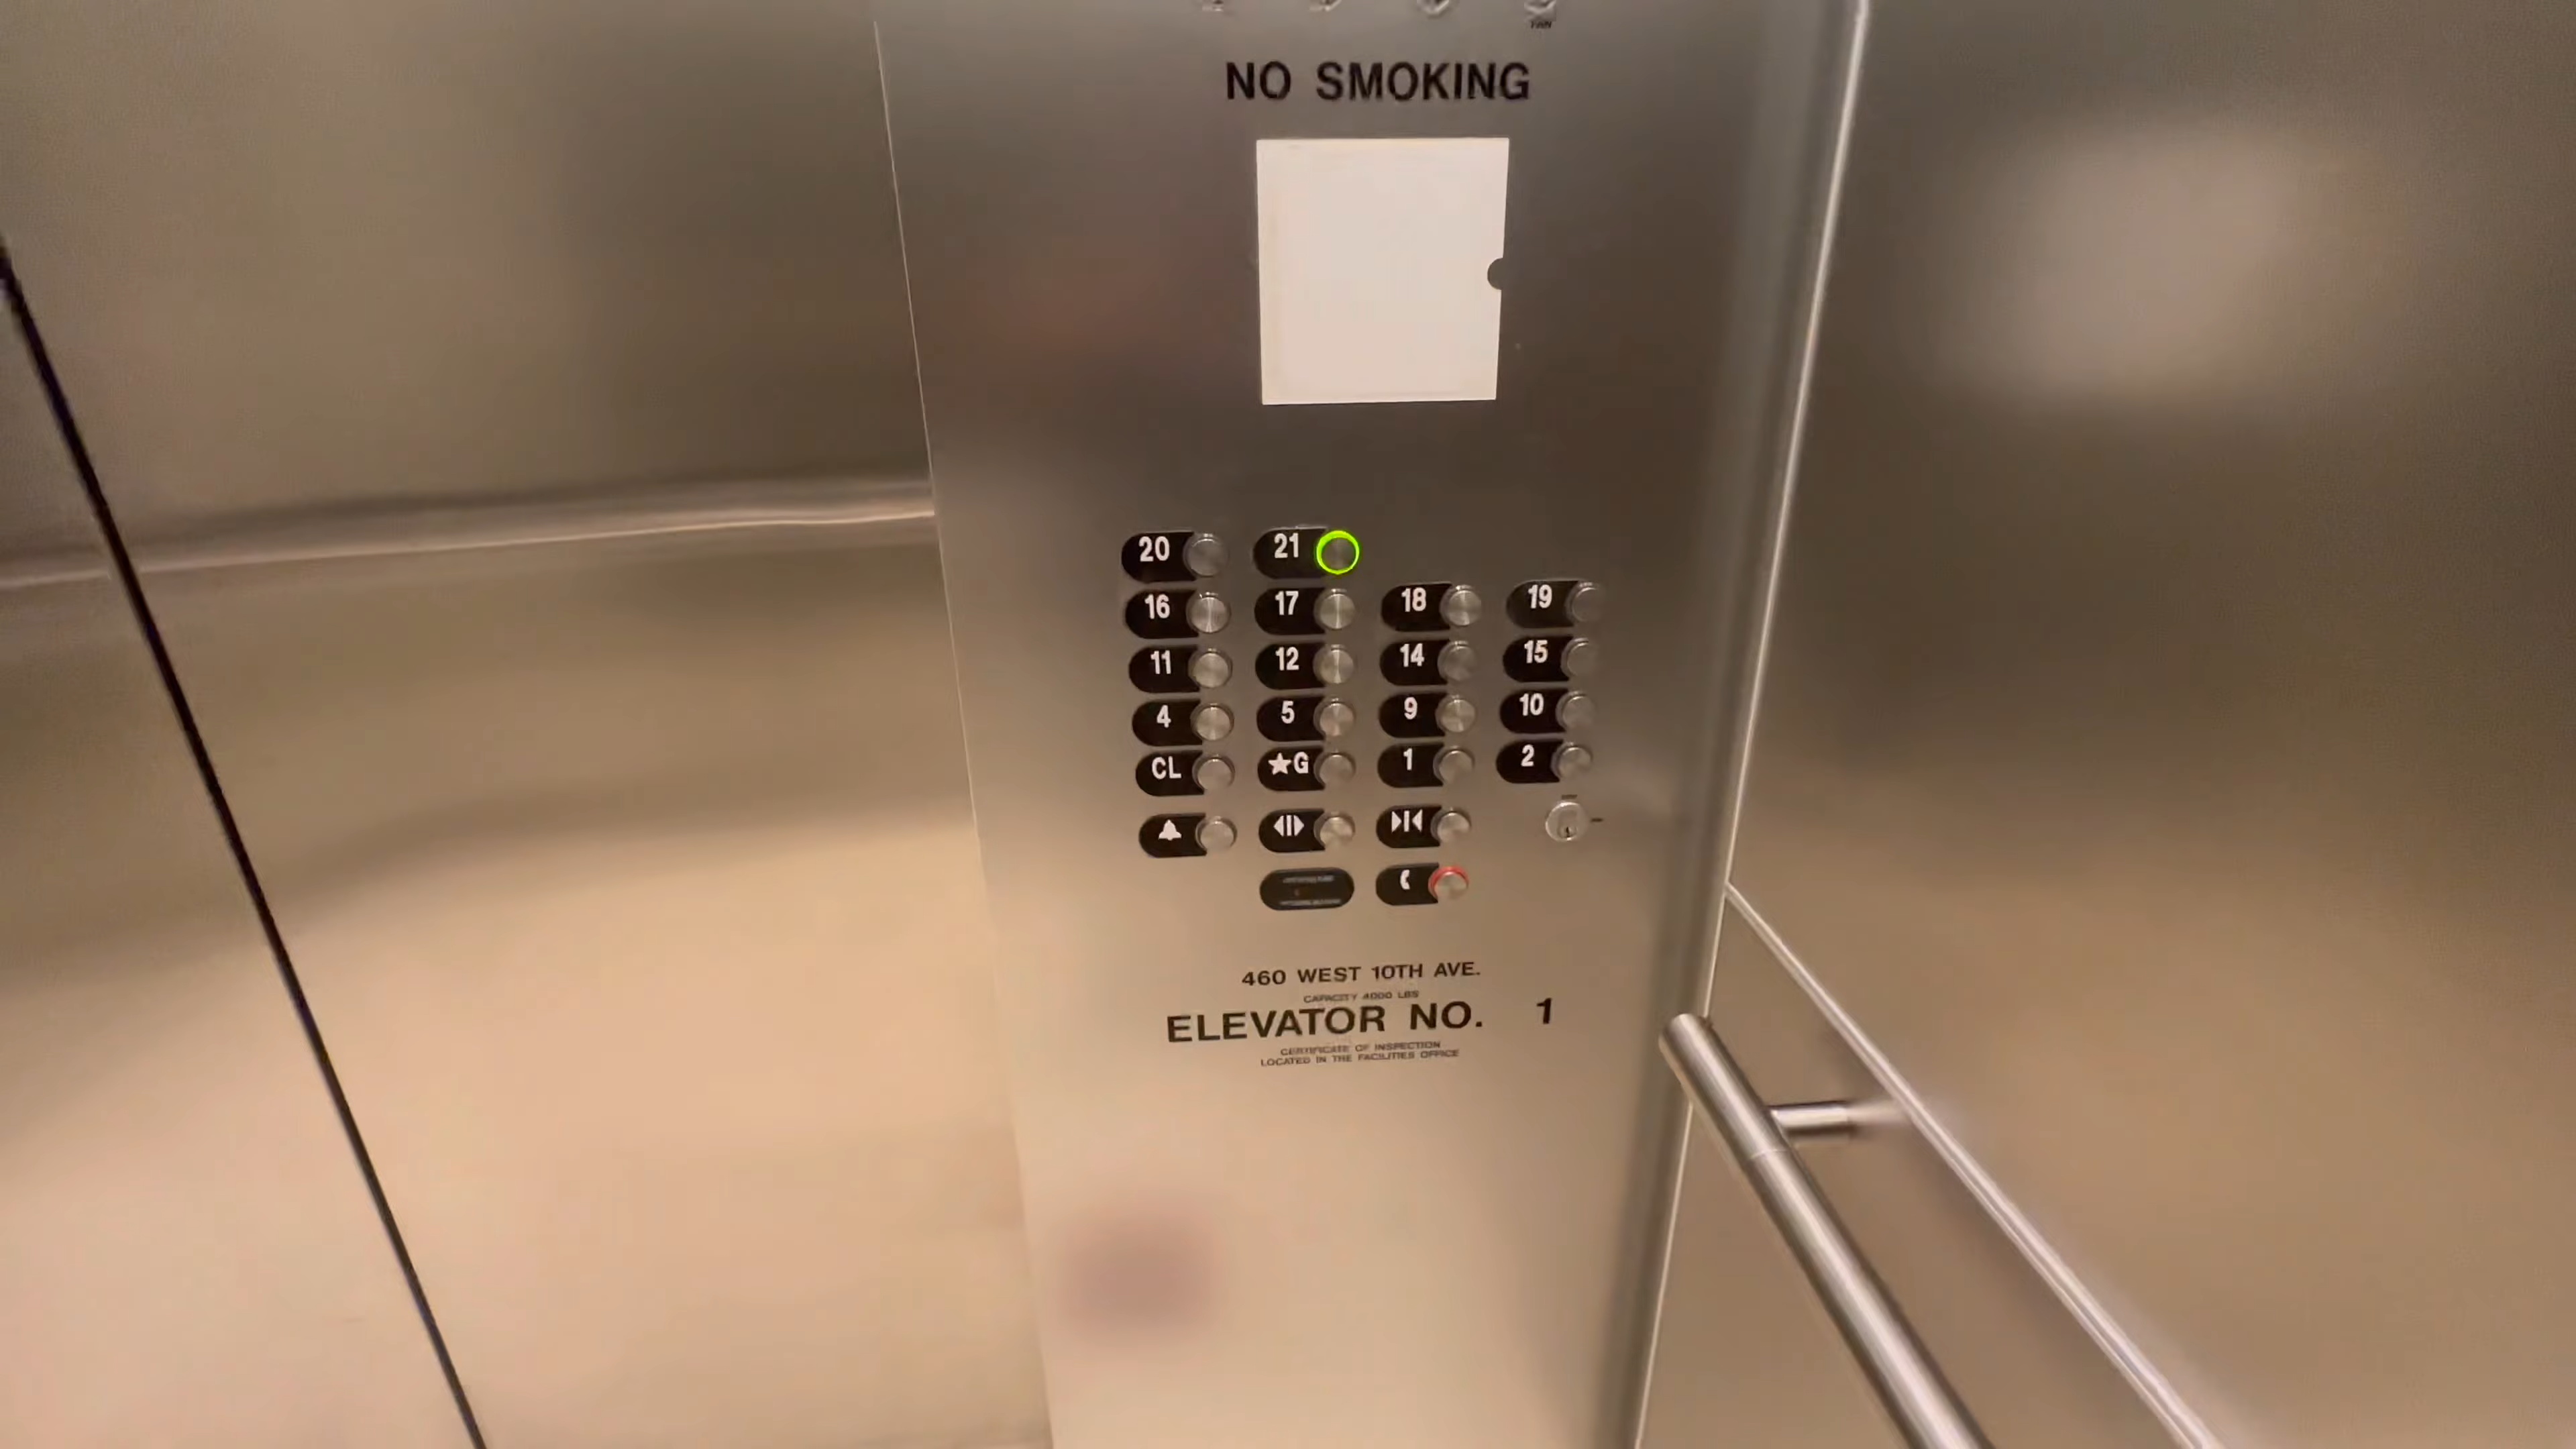 FAN
NO SMOKING
20 21
16 17 18 19
11 12 14 15
4 5 9 10
CL ★G 1 2
460 WEST 10TH AVE.
CAPACITY 4000 LBS
ELEVATOR NO. 1
CERTIFICATE OF INSPECTION
LOCATED IN THE FACILITIES OFFICE